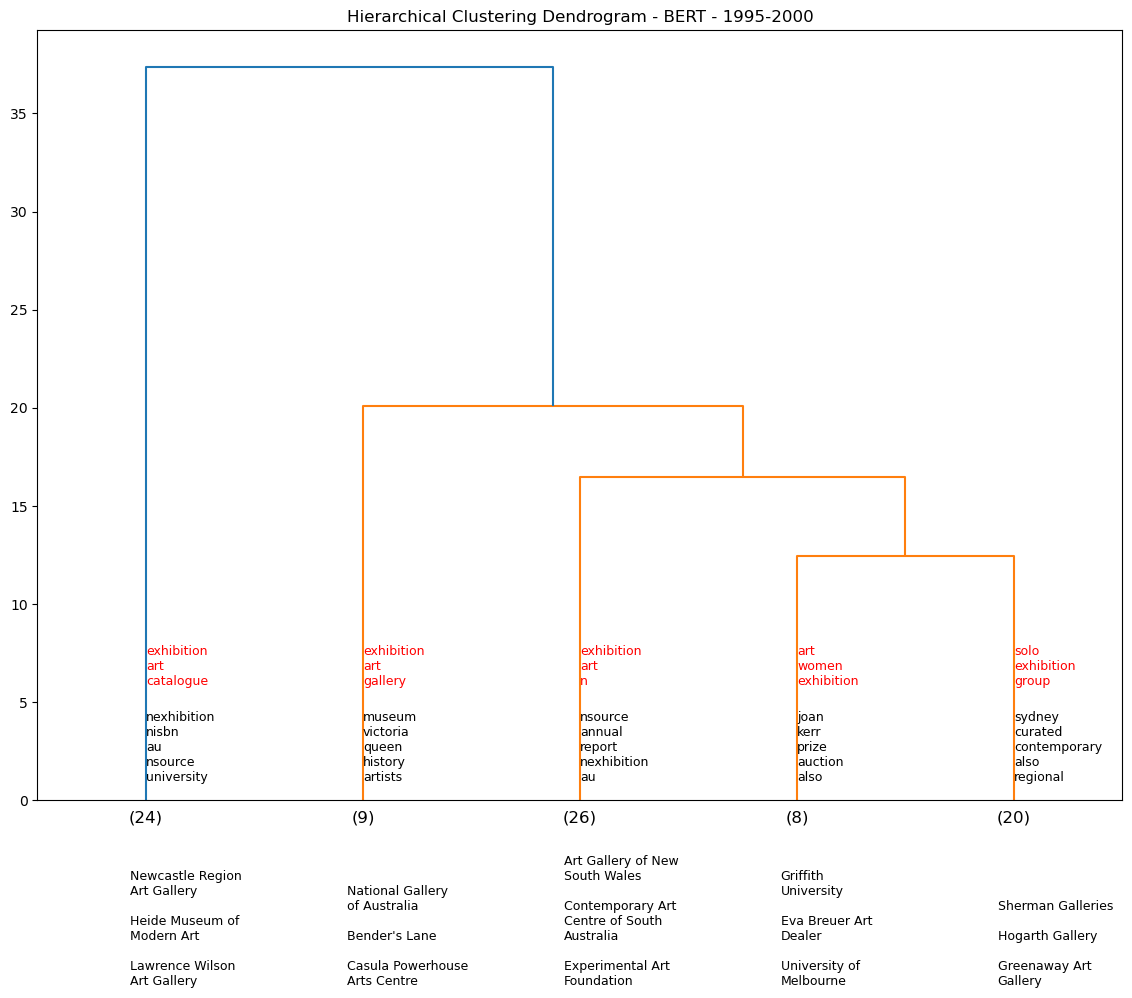 Hierarchical Clustering Dendrogram - BERT - 1995-2000
35
30
25
20
15
10
5
0
exhibition
art
catalogue
nexhibition
nisbn
au
nsource
university
(24)
Newcastle Region
Art Gallery
Heide Museum of
Modern Art
Lawrence Wilson
Art Gallery
exhibition
art
gallery
museum
victoria
queen
history
artists
(9)
National Gallery
of Australia
Bender's Lane
Casula Powerhouse
Arts Centre
exhibition
art
n
nsource
annual
report
nexhibition
au
(26)
Art Gallery of New
South Wales
Contemporary Art
Centre of South
Australia
Experimental Art
Foundation
art
women
exhibition
joan
kerr
prize
auction
also
(8)
Griffith
University
Eva Breuer Art
Dealer
University of
Melbourne
solo
exhibition
group
sydney
curated
contemporary
also
regional
(20)
Sherman Galleries
Hogarth Gallery
Greenaway Art
Gallery